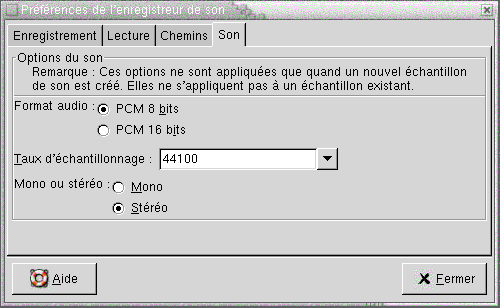 Préférences de l'enregistreur de son
Enregistrement Lecture Chemins Son
Options du son
Remarque : Ces options ne sont appliquées que quand un nouvel échantillon
de son est créé. Elles ne s'appliquent pas à un échantillon existant.
Format audio : PCM 8 bits
PCM 16 bits
Taux d'échantillonnage : 44100
Mono ou stéréo : Mono
Stéréo
Aide Fermer